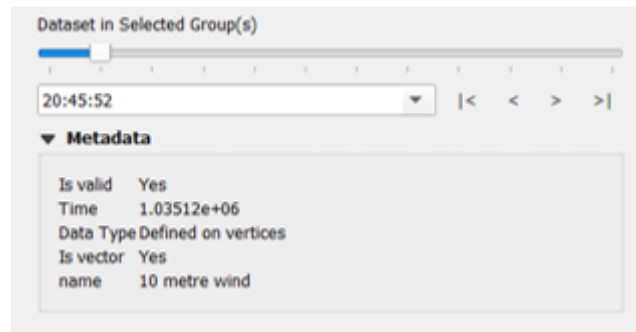 Dataset in Selected Group(s)
20:45:52 |< < > >|
Metadata
Is valid Yes
Time 1.03512e+06
Data Type Defined on vertices
Is vector Yes
name 10 metre wind